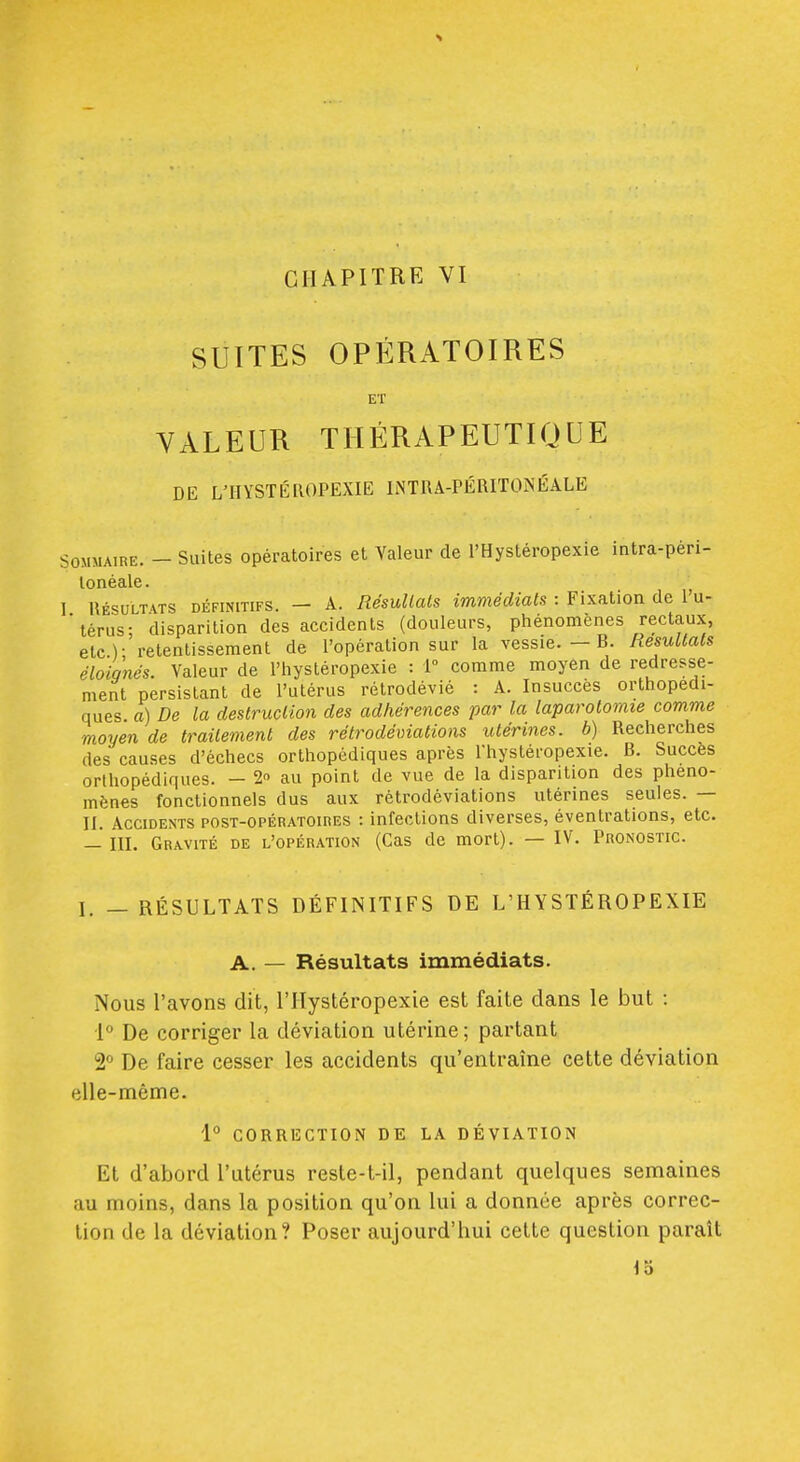 CHAPITRE VI
SUITES OPÉRATOIRES
ET
VALEUR THÉRAPEUTIQUE
DE L'HYSTÉROPEXIE INTRA-PÉRITONÉALE
SOMMAIRE. — Suites opératoires et Valeur de l'Hystéropexie intra-péri-
tonéale.
I. RÉSULTATS DÉFINITIFS. — A. Résultats immédiats : Fixation de l'u-
térus; disparition des accidents (douleurs, phénomènes rectaux,
etc.); retentissement de l'opération sur la vessie. — B. Résultats
éloignés. Valeur de l'hystéropexie : 1° comme moyen de redresse-
ment persistant de l'utérus rétrodévié : A. Insuccès orthopédi-
ques. a) De la destruction des adhérences par la laparotomie comme
moyen de traitement des rétrodéviations utérines. b) Recherches
des causes d'échecs orthopédiques après l'hystéropexie. B. Succès
orthopédiques. — 2° au point de vue de la disparition des phéno-
mènes fonctionnels dus aux rétrodéviations utérines seules. —
II. ACCIDENTS POST-OPÉRATOIRES : infections diverses, éventrations, etc.
— III. GRAVITÉ DE L'OPÉRATION (Cas de mort). — IV. PRONOSTIC.
I. — RÉSULTATS DÉFINITIFS DE L'HYSTÉROPEXIE
A. — Résultats immédiats.
Nous l'avons dit, l'Hystéropexie est faite dans le but :
1° De corriger la déviation utérine; partant
2° De faire cesser les accidents qu'entraîne cette déviation
elle-même.
1° CORRECTION DE LA DÉVIATION
Et d'abord l'utérus reste-t-il, pendant quelques semaines
au moins, dans la position qu'on lui a donnée après correc-
tion de la déviation? Poser aujourd'hui cette question paraît
15